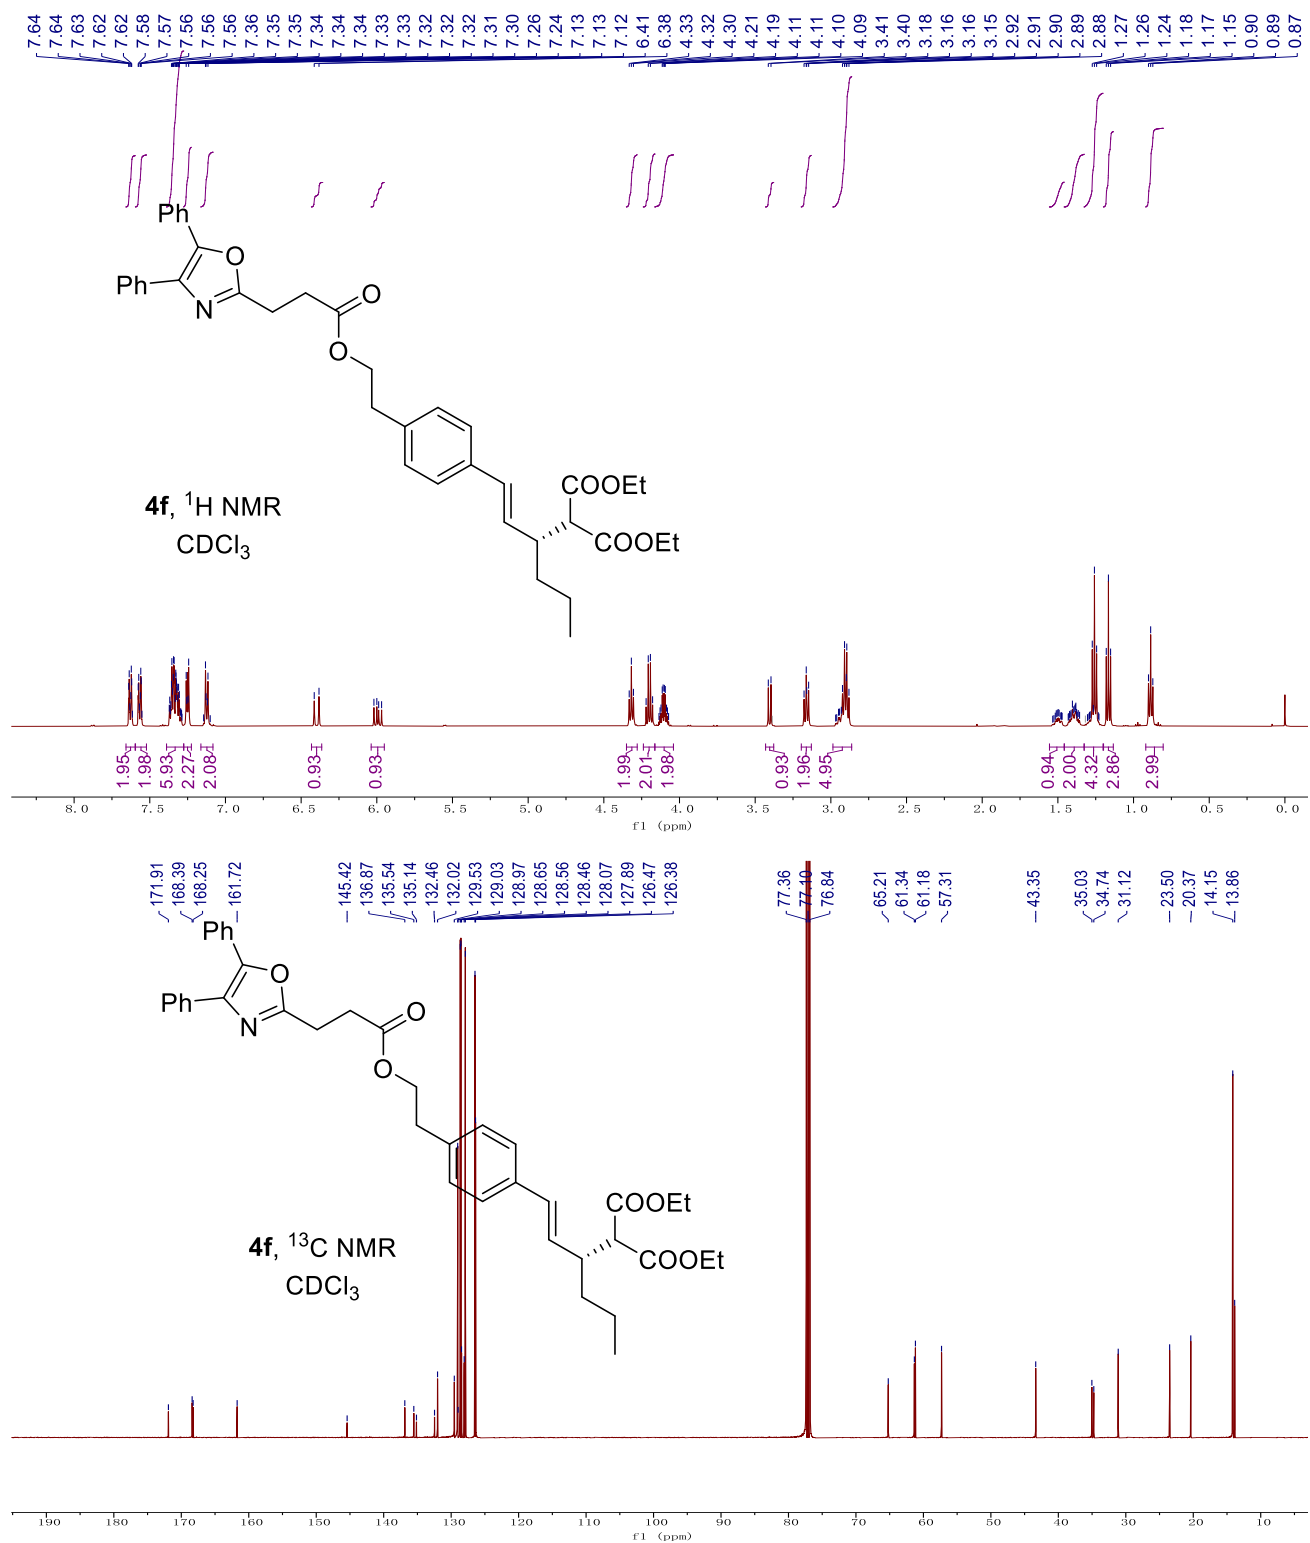 7.64 7.64 7.63 7.62 7.62 7.58 7.57 7.56 7.56 7.56 7.36 7.35 7.35 7.34 7.34 7.34 7.33 7.33 7.32 7.32 7.32 7.31 7.30 7.26 7.24 7.13 7.13 7.12 6.41 6.38 4.33 4.32 4.30 4.21 4.19 4.11 4.11 4.10 4.09 3.41 3.40 3.18 3.16 3.16 3.15 2.92 2.91 2.90 2.89 2.88 1.27 1.26 1.24 1.18 1.17 1.15 0.90 0.89 0.87
Ph
O
Ph
N
O
O
COOEt
4f, ¹H NMR
COOEt
CDCl₃
1.95 1.98 5.93 2.27 2.08 0.93 0.93 1.99 2.01 1.98 0.93 1.96 4.95 0.94 2.00 4.32 2.86 2.99
8.0 7.5 7.0 6.5 6.0 5.5 5.0 4.5 4.0 3.5 3.0 2.5 2.0 1.5 1.0 0.5 0.0
f1 (ppm)
171.91 168.39 168.25 161.72 145.42 136.87 135.54 135.14 132.46 132.02 129.53 129.03 128.97 128.65 128.56 128.46 128.07 127.89 126.47 126.38 77.36 77.10 76.84 65.21 61.34 61.18 57.31 43.35 35.03 34.74 31.12 23.50 20.37 14.15 13.86
Ph
O
Ph
N
O
O
COOEt
4f, ¹³C NMR
COOEt
CDCl₃
190 180 170 160 150 140 130 120 110 100 90 80 70 60 50 40 30 20 10
f1 (ppm)